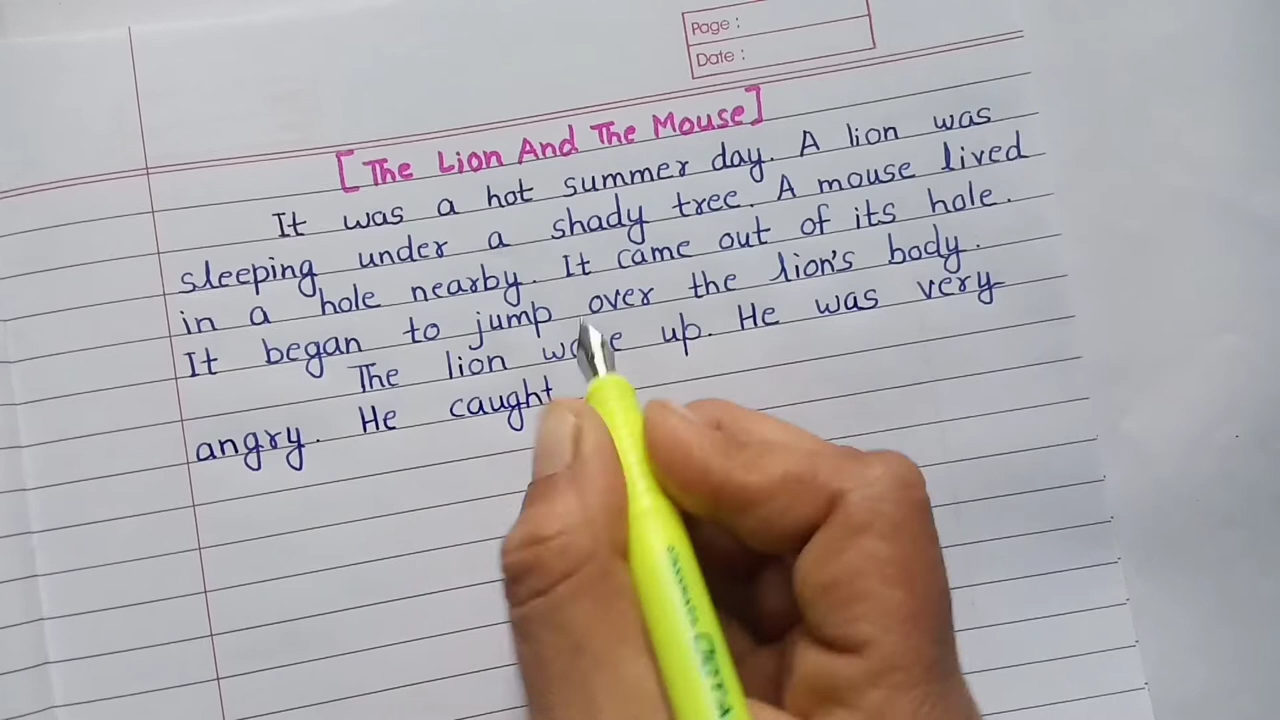 Page :
Date :
[The Lion And The Mouse]
It was a hot summer day. A lion was
sleeping under a shady tree. A mouse lived
in a hole nearby. It came out of its hole.
It began to jump over the lion's body.
The lion up. He was very
angry. He caught